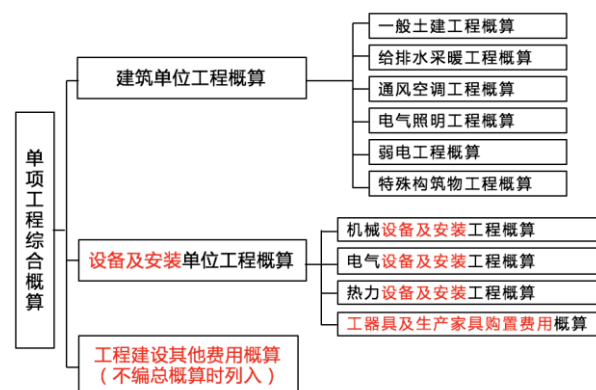 单项工程综合概算
建筑单位工程概算
一般土建工程概算
给排水采暖工程概算
通风空调工程概算
电气照明工程概算
弱电工程概算
特殊构筑物工程概算
设备及安装单位工程概算
机械设备及安装工程概算
电气设备及安装工程概算
热力设备及安装工程概算
工器具及生产家具购置费用概算
工程建设其他费用概算
（不编总概算时列入）